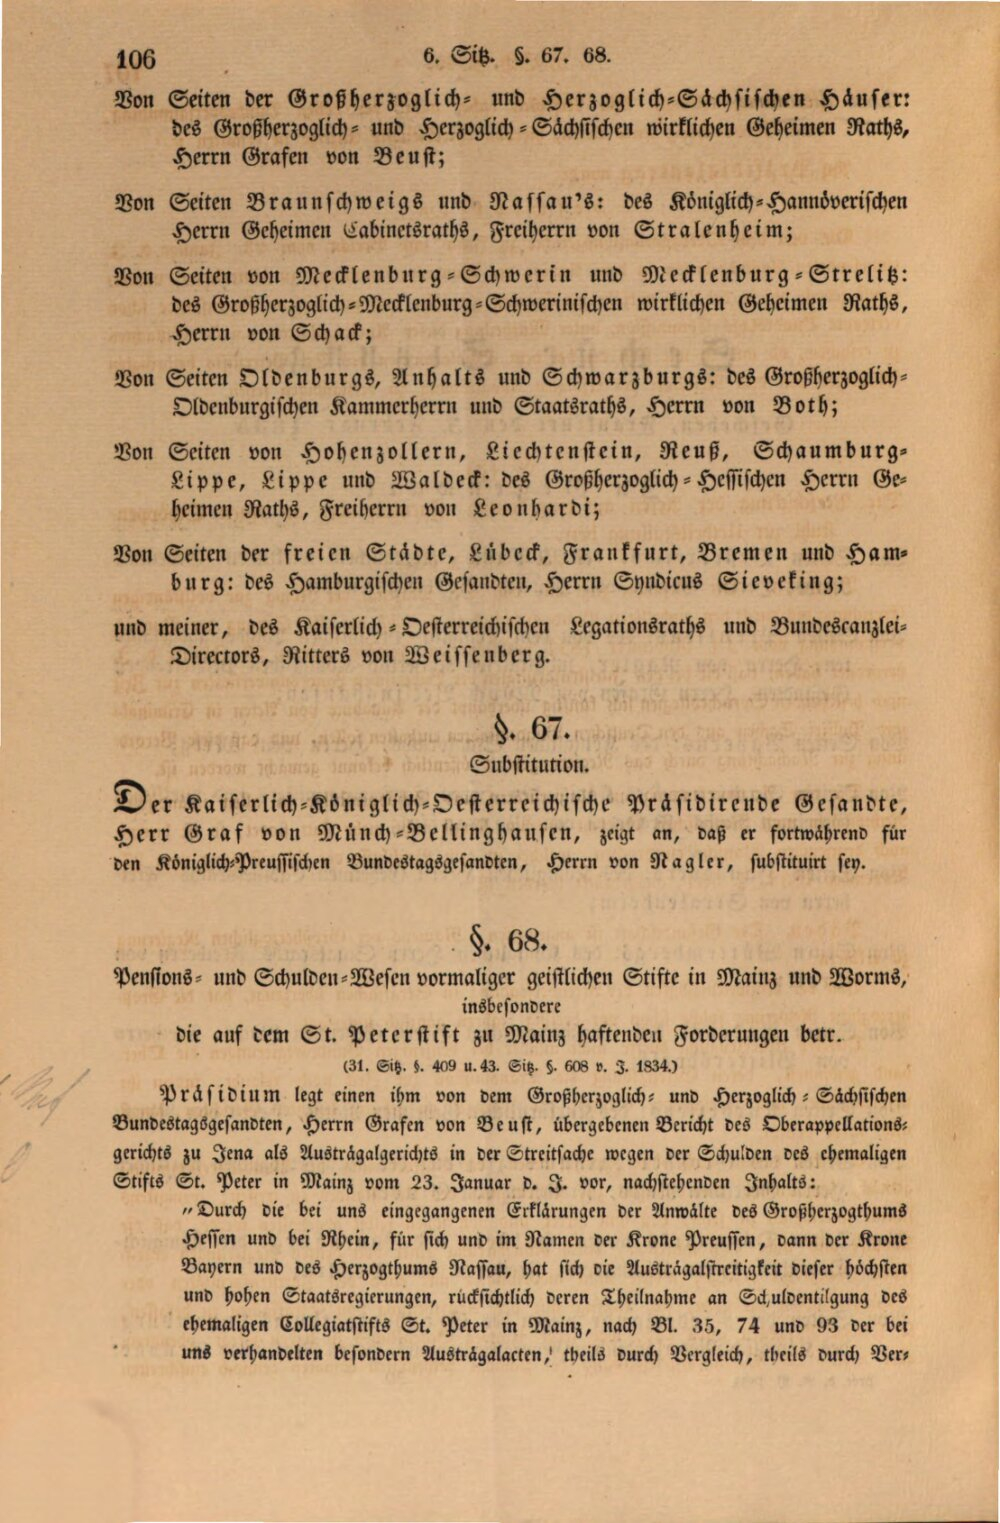 106
6. Sitz. §. 67. 68.
Von Seiten der Großherzoglich- und Herzoglich-Sächsischen Häuser:
des Großherzoglich- und Herzoglich-Sächsischen wirklichen Geheimen Raths,
Herrn Grafen von Beust;
Von Seiten Braunschweigs und Nassau's: des Königlich-Hannöverischen
Herrn Geheimen Cabinetsraths, Freiherrn von Stralenheim;
Von Seiten von Mecklenburg-Schwerin und Mecklenburg-Strelitz:
des Großherzoglich-Mecklenburg-Schwerinischen wirklichen Geheimen Raths,
Herrn von Schack;
Von Seiten Oldenburgs, Anhalts und Schwarzburgs: des Großherzoglich-
Oldenburgischen Kammerherrn und Staatsraths, Herrn von Both;
Von Seiten von Hohenzollern, Liechtenstein, Reuß, Schaumburg-
Lippe, Lippe und Waldeck: des Großherzoglich-Hessischen Herrn Ge-
heimen Raths, Freiherrn von Leonhardi;
Von Seiten der freien Städte, Lübeck, Frankfurt, Bremen und Ham-
burg: des Hamburgischen Gesandten, Herrn Syndicus Sieveking;
und meiner, des Kaiserlich-Oesterreichischen Legationsraths und Bundescanzlei-
Directors, Ritters von Weissenberg.
§. 67.
Substitution.
Der Kaiserlich-Königlich-Oesterreichische Präsidirende Gesandte,
Herr Graf von Münch-Bellinghausen, zeigt an, daß er fortwährend für
den Königlich-Preussischen Bundestagsgesandten, Herrn von Nagler, substituirt sey.
§. 68.
Pensions- und Schulden-Wesen vormaliger geistlichen Stifte in Mainz und Worms,
insbesondere
die auf dem St. Peterstift zu Mainz haftenden Forderungen betr.
(31. Sitz. §. 409 u. 43. Sitz. §. 608 v. J. 1834.)
Präsidium legt einen ihm von dem Großherzoglich- und Herzoglich-Sächsischen
Bundestagsgesandten, Herrn Grafen von Beust, übergebenen Bericht des Oberappellations-
gerichts zu Jena als Austrägalgerichts in der Streitsache wegen der Schulden des ehemaligen
Stifts St. Peter in Mainz vom 23. Januar d. J. vor, nachstehenden Inhalts:
„Durch die bei uns eingegangenen Erklärungen der Anwälte des Großherzogthums
Hessen und bei Rhein, für sich und im Namen der Krone Preussen, dann der Krone
Bayern und des Herzogthums Nassau, hat sich die Austrägalstreitigkeit dieser höchsten
und hohen Staatsregierungen, rücksichtlich deren Theilnahme an Schuldentilgung des
ehemaligen Collegiatstifts St. Peter in Mainz, nach Bl. 35, 74 und 93 der bei
uns verhandelten besondern Austrägalacten, theils durch Vergleich, theils durch Ver-